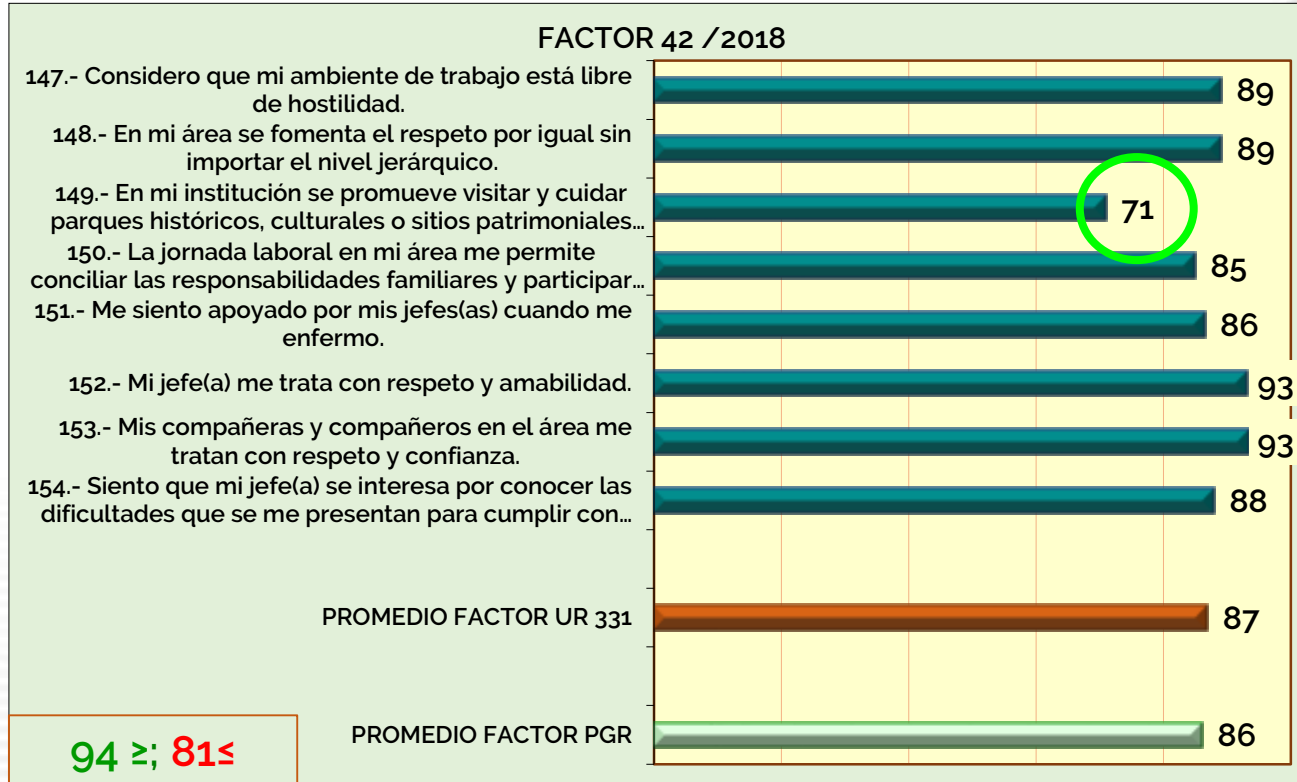 FACTOR 42 /2018
147.- Considero que mi ambiente de trabajo está libre
de hostilidad.
89
148.- En mi área se fomenta el respeto por igual sin
importar el nivel jerárquico.
89
149.- En mi institución se promueve visitar y cuidar
parques históricos, culturales o sitios patrimoniales...
71
150.- La jornada laboral en mi área me permite
conciliar las responsabilidades familiares y participar...
85
151.- Me siento apoyado por mis jefes(as) cuando me
enfermo.
86
152.- Mi jefe(a) me trata con respeto y amabilidad.
93
153.- Mis compañeras y compañeros en el área me
tratan con respeto y confianza.
93
154.- Siento que mi jefe(a) se interesa por conocer las
dificultades que se me presentan para cumplir con...
88
PROMEDIO FACTOR UR 331
87
PROMEDIO FACTOR PGR
86
94 ≥; 81≤